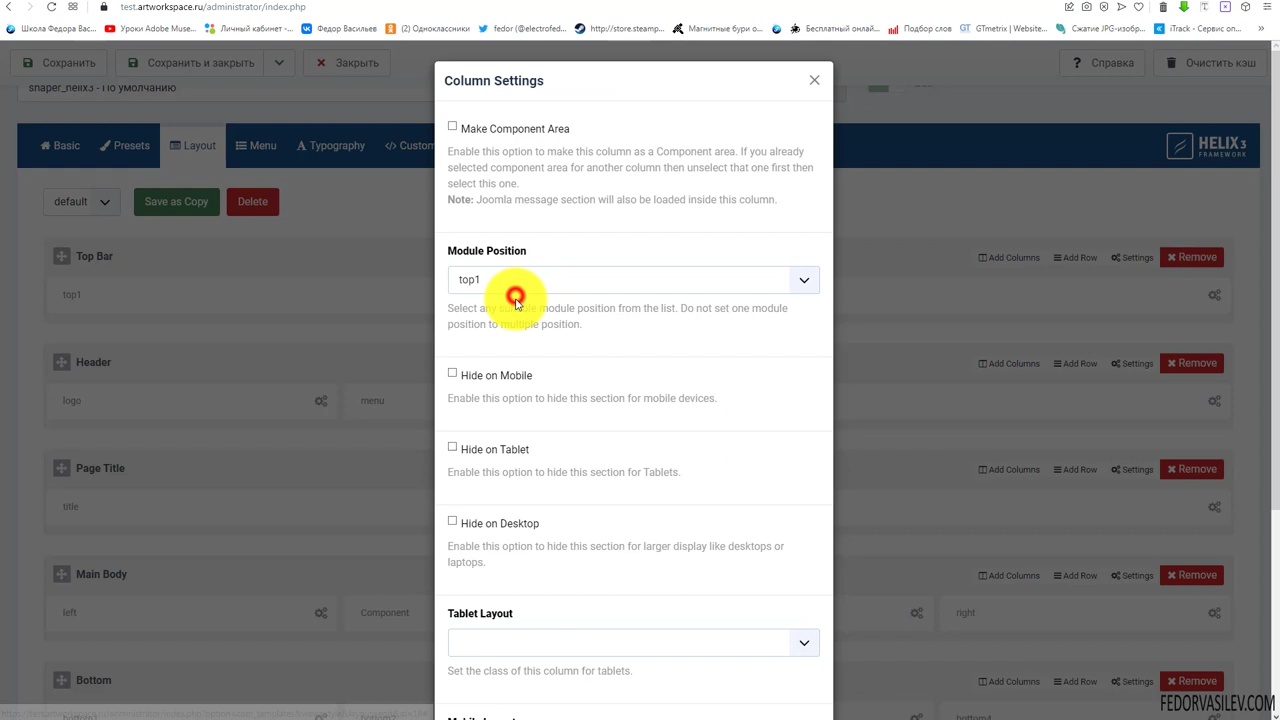 test.artworkspace.ru/administrator/index.php
Школа Федора Вас... Уроки Adobe Muse... Личный кабинет -... Федор Васильев (2) Одноклассники fedor (@electrofed... http://store.steamp... Магнитные бури о... Бесплатный онлай... Подбор слов GTmetrix | Website... Сжатие JPG-изобр... iTrack - Сервис оп... »
Сохранить Сохранить и закрыть Закрыть ? Справка Очистить кэш
shaper_helix3 - По умолчанию
Column Settings
Basic Presets Layout Menu Typography </> Custom HELIX3 FRAMEWORK
Make Component Area
Enable this option to make this column as a Component area. If you already
selected component area for another column then unselect that one first then
select this one.
Note: Joomla message section will also be loaded inside this column.
default Save as Copy Delete
Module Position
top1
Select any module position from the list. Do not set one module
position to multiple position.
Hide on Mobile
Enable this option to hide this section for mobile devices.
Hide on Tablet
Enable this option to hide this section for Tablets.
Hide on Desktop
Enable this option to hide this section for larger display like desktops or
laptops.
Tablet Layout
Set the class of this column for tablets.
Top Bar Add Columns Add Row Settings Remove
top1
Header Add Columns Add Row Settings Remove
logo menu
Page Title Add Columns Add Row Settings Remove
title
Main Body Add Columns Add Row Settings Remove
left Component right
Bottom Add Columns Add Row Settings Remove
FEDORVASILEV.COM